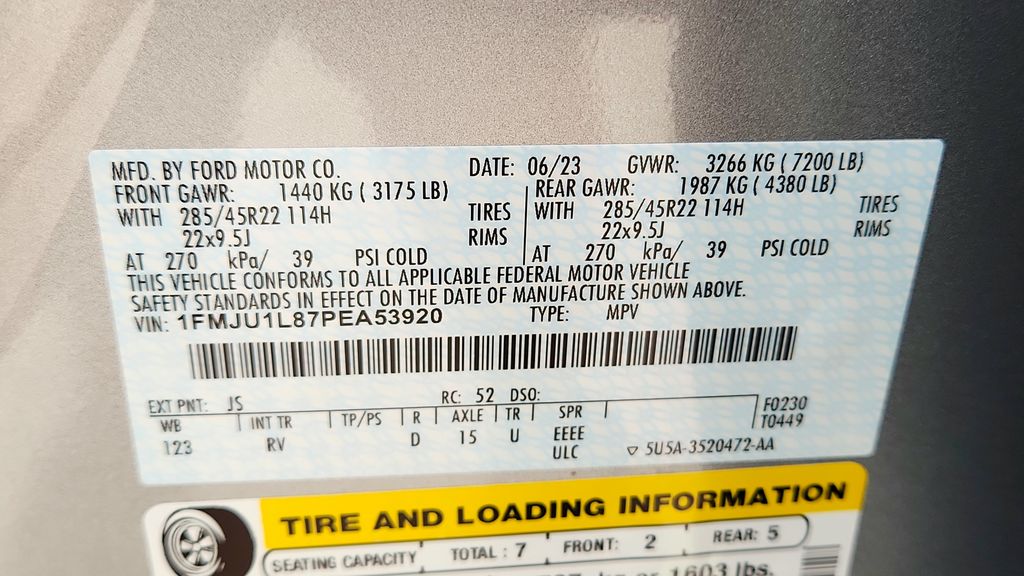 MFD. BY FORD MOTOR CO. DATE: 06/23 GVWR: 3266 KG ( 7200 LB)
FRONT GAWR: 1440 KG ( 3175 LB) REAR GAWR: 1987 KG ( 4380 LB)
WITH 285/45R22 114H TIRES WITH 285/45R22 114H TIRES
22x9.5J RIMS 22x9.5J RIMS
AT 270 kPa/ 39 PSI COLD AT 270 kPa/ 39 PSI COLD
THIS VEHICLE CONFORMS TO ALL APPLICABLE FEDERAL MOTOR VEHICLE
SAFETY STANDARDS IN EFFECT ON THE DATE OF MANUFACTURE SHOWN ABOVE.
VIN: 1FMJU1L87PEA53920 TYPE: MPV
EXT PNT: JS RC: 52 DSO:
WB INT TR TP/PS R AXLE TR SPR F0230
123 RV D 15 U EEEE T0449
ULC 5U5A-3520472-AA
TIRE AND LOADING INFORMATION
SEATING CAPACITY TOTAL : 7 FRONT: 2 REAR: 5
kg or 1603 lbs.